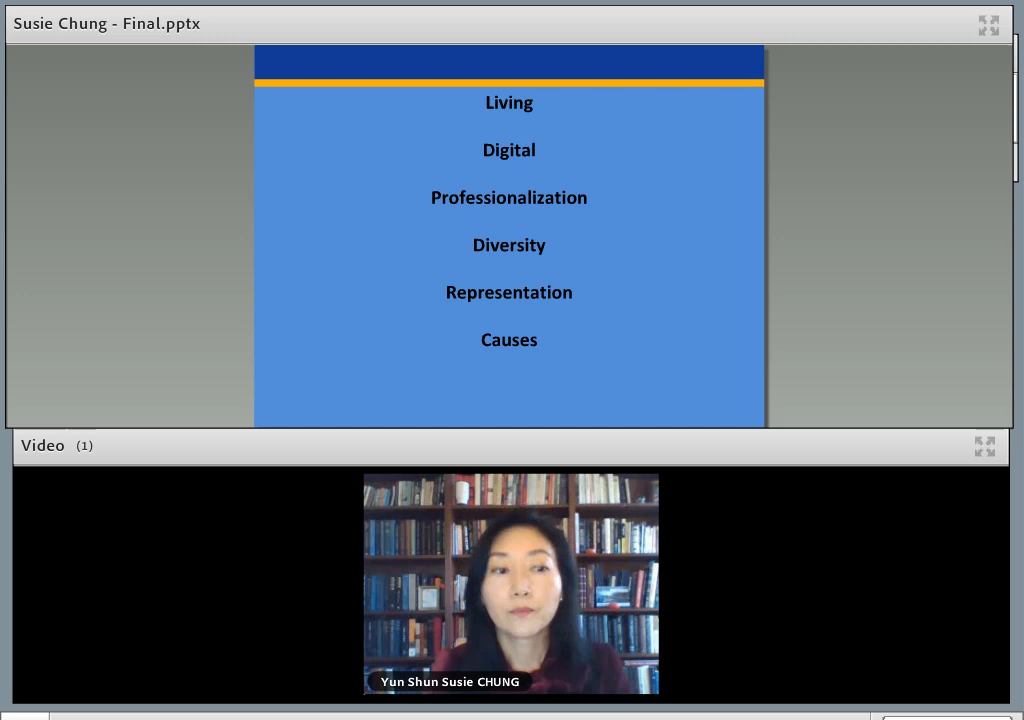 Susie Chung - Final.pptx
Living
Digital
Professionalization
Diversity
Representation
Causes
Video (1)
Yun Shun Susie CHUNG